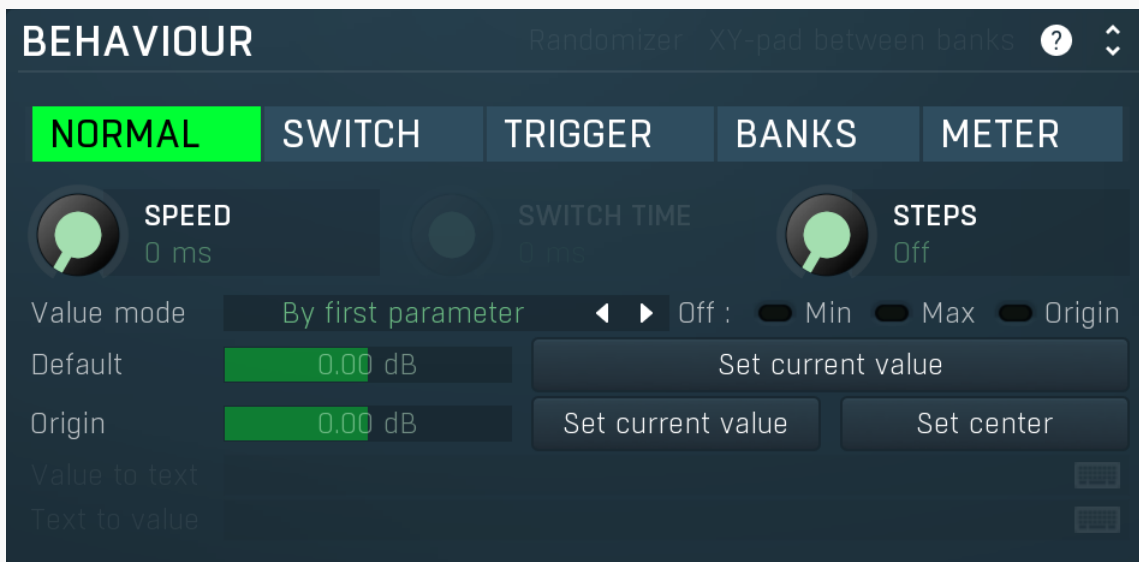 BEHAVIOUR Randomizer XY-pad between banks ?
NORMAL SWITCH TRIGGER BANKS METER
SPEED SWITCH TIME STEPS
0 ms 0 ms Off
Value mode By first parameter Off : Min Max Origin
Default 0.00 dB Set current value
Origin 0.00 dB Set current value Set center
Value to text
Text to value